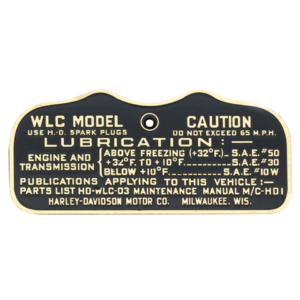 WLC MODEL CAUTION
USE H.-D. SPARK PLUGS DO NOT EXCEED 65 M.P.H.
LUBRICATION:—
ENGINE AND TRANSMISSION
ABOVE FREEZING (+32°F.)--S.A.E.#50
+32°F. TO +10°F.--------S.A.E.#30
BELOW +10°F.----------S.A.E.#10W
PUBLICATIONS APPLYING TO THIS VEHICLE:—
PARTS LIST HD-WLC-03 MAINTENANCE MANUAL M/C-HD1
HARLEY-DAVIDSON MOTOR CO. MILWAUKEE. WIS.